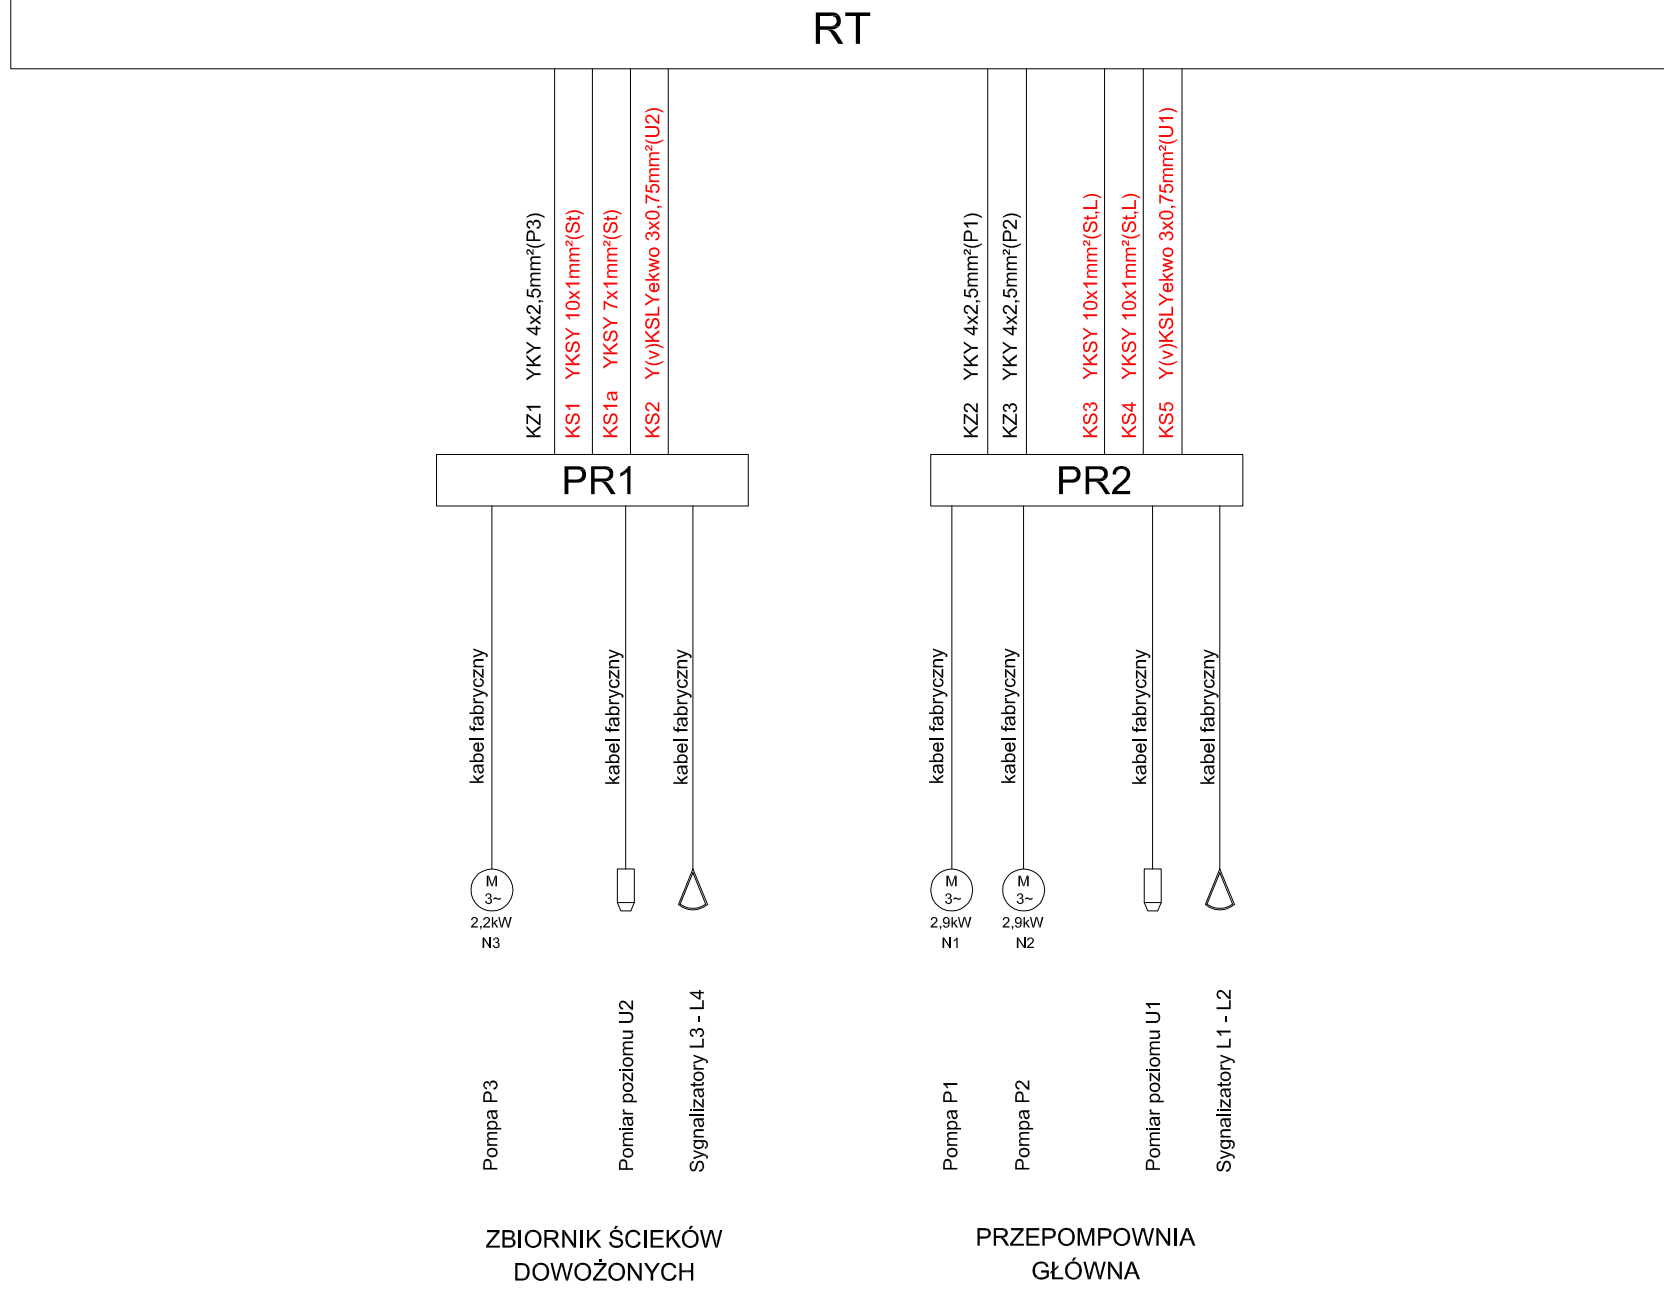 RT
KZ1 YKY 4x2,5mm²(P3)
KS1 YKSY 10x1mm²(St)
KS1a YKSY 7x1mm²(St)
KS2 Y(v)KSLYekwo 3x0,75mm²(U2)
KZ2 YKY 4x2,5mm²(P1)
KZ3 YKY 4x2,5mm²(P2)
KS3 YKSY 10x1mm²(St,L)
KS4 YKSY 10x1mm²(St,L)
KS5 Y(v)KSLYekwo 3x0,75mm²(U1)
PR1
PR2
kabel fabryczny
kabel fabryczny
kabel fabryczny
kabel fabryczny
kabel fabryczny
kabel fabryczny
kabel fabryczny
M
3~
2,2kW
N3
M
3~
2,9kW
N1
M
3~
2,9kW
N2
Pompa P3
Pomiar poziomu U2
Sygnalizatory L3 - L4
Pompa P1
Pompa P2
Pomiar poziomu U1
Sygnalizatory L1 - L2
ZBIORNIK ŚCIEKÓW
DOWOŻONYCH
PRZEPOMPOWNIA
GŁÓWNA